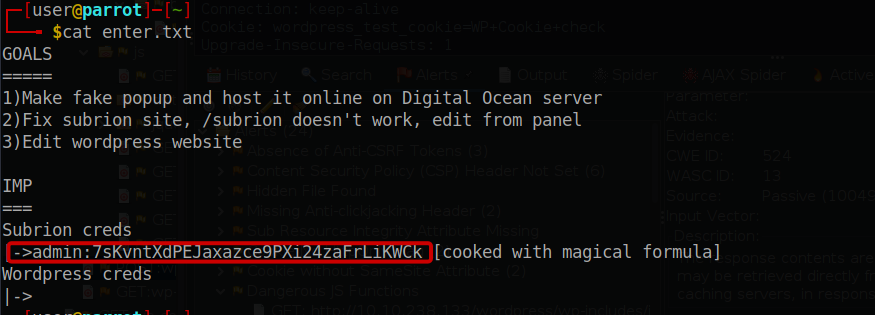 [user@parrot]-[~]
$cat enter.txt
GOALS
=====
1)Make fake popup and host it online on Digital Ocean server
2)Fix subrion site, /subrion doesn't work, edit from panel
3)Edit wordpress website
IMP
===
Subrion creds
|->admin:7sKvntXdPEJaxazce9PXi24zaFrLiKWCk [cooked with magical formula]
Wordpress creds
|->
[user@parrot]-[~]
Connection: keep-alive
Cookie: wordpress_test_cookie=WP+Cookie+check
Upgrade-Insecure-Requests: 1
js
History Search Alerts Output Spider AJAX Spider Active
Alerts (24)
Absence of Anti-CSRF Tokens (3)
Content Security Policy (CSP) Header Not Set (6)
Hidden File Found
Missing Anti-clickjacking Header (2)
Sub Resource Integrity Attribute Missing
Cookie without SameSite Attribute (2)
Dangerous JS Functions
Parameter:
Attack:
Evidence:
CWE ID: 524
WASC ID: 13
Source: Passive (10049
Input Vector:
Description:
may be retrieved directly f
caching servers, in respon